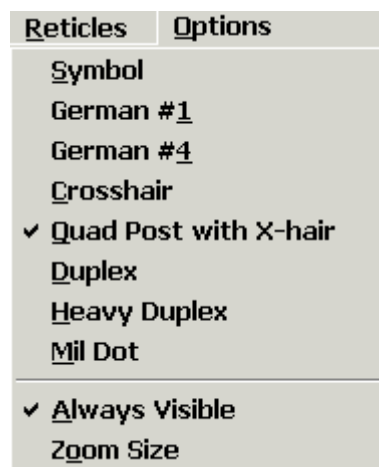 Reticles Options
Symbol
German #1
German #4
Crosshair
Quad Post with X-hair
Duplex
Heavy Duplex
Mil Dot
Always Visible
Zoom Size